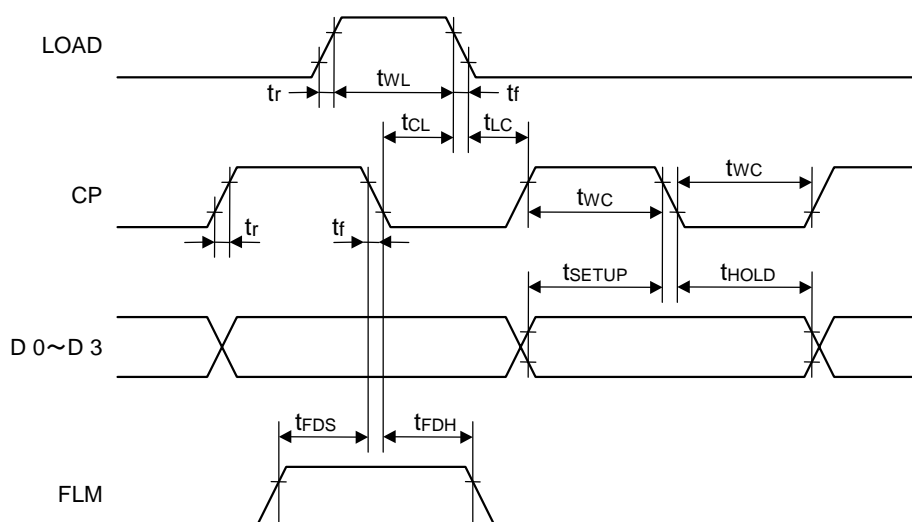 LOAD
tr
tWL
tf
tCL
tLC
CP
tWC
tWC
tr
tf
tSETUP
tHOLD
D 0～D 3
tFDS
tFDH
FLM